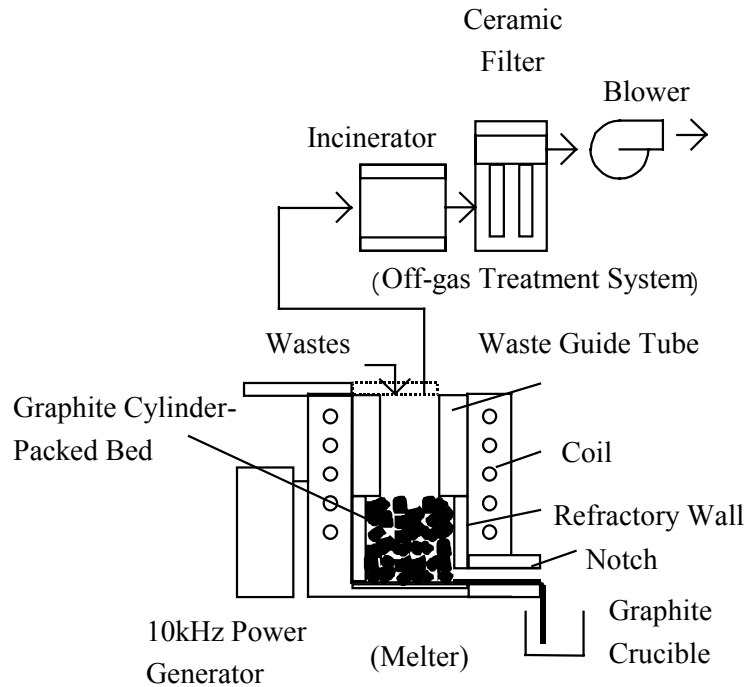 Ceramic
Filter
Blower
Incinerator
(Off-gas Treatment System)
Wastes
Waste Guide Tube
Graphite Cylinder-
Packed Bed
Coil
Refractory Wall
Notch
10kHz Power
Generator
(Melter)
Graphite
Crucible